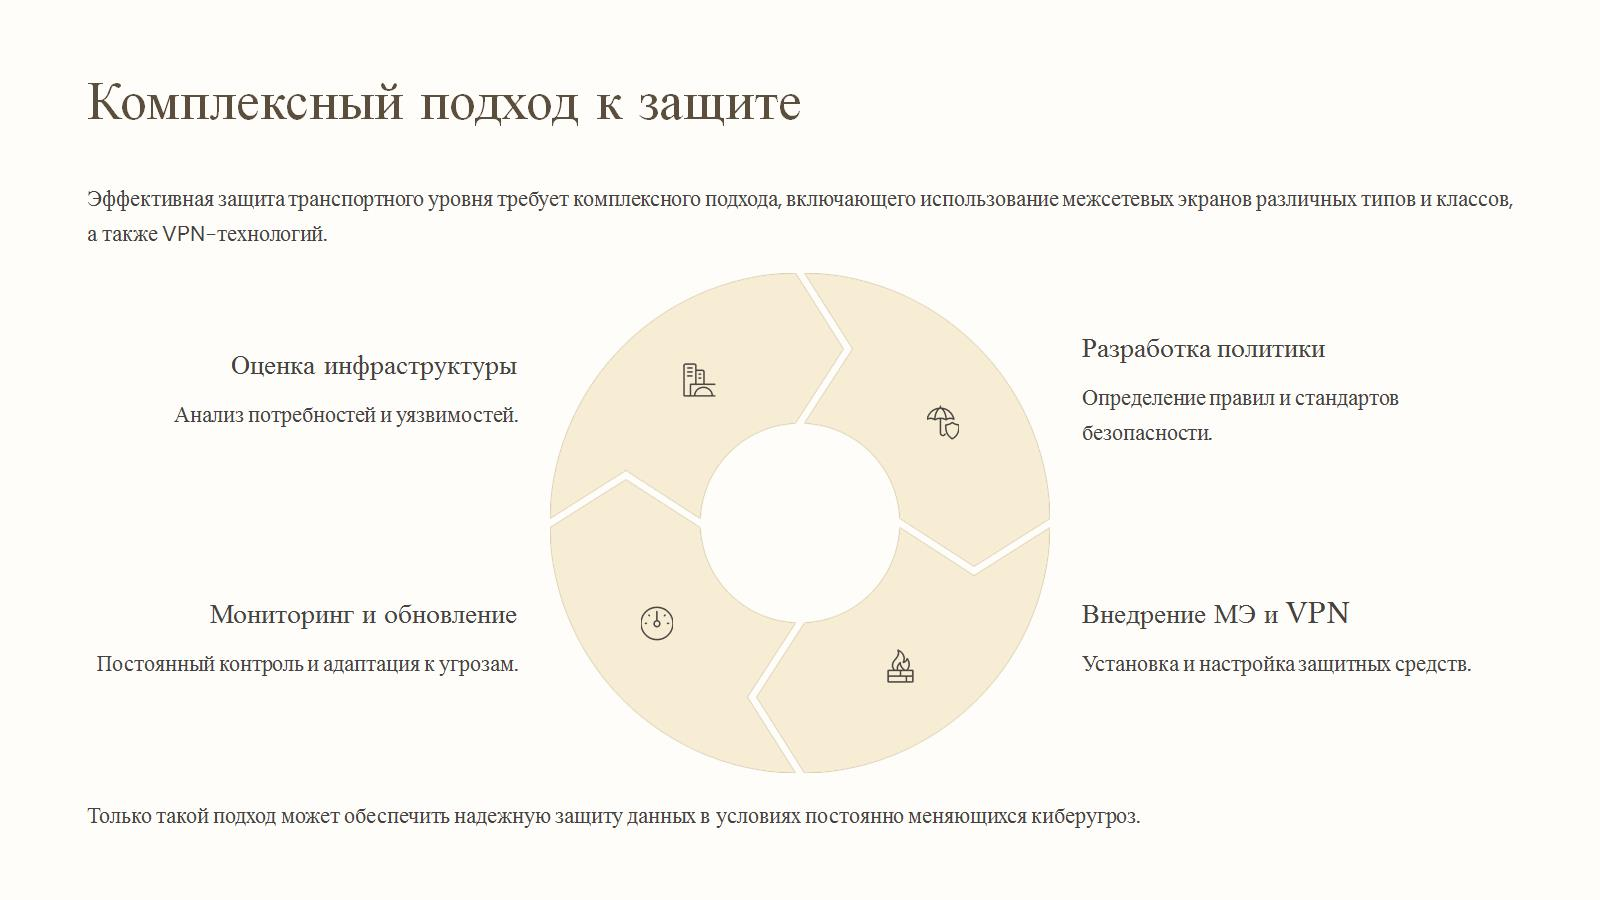 Комплексный подход к защите
Эффективная защита транспортного уровня требует комплексного подхода, включающего использование межсетевых экранов различных типов и классов,
а также VPN-технологий.
Оценка инфраструктуры
Анализ потребностей и уязвимостей.
Разработка политики
Определение правил и стандартов
безопасности.
Мониторинг и обновление
Постоянный контроль и адаптация к угрозам.
Внедрение МЭ и VPN
Установка и настройка защитных средств.
Только такой подход может обеспечить надежную защиту данных в условиях постоянно меняющихся киберугроз.